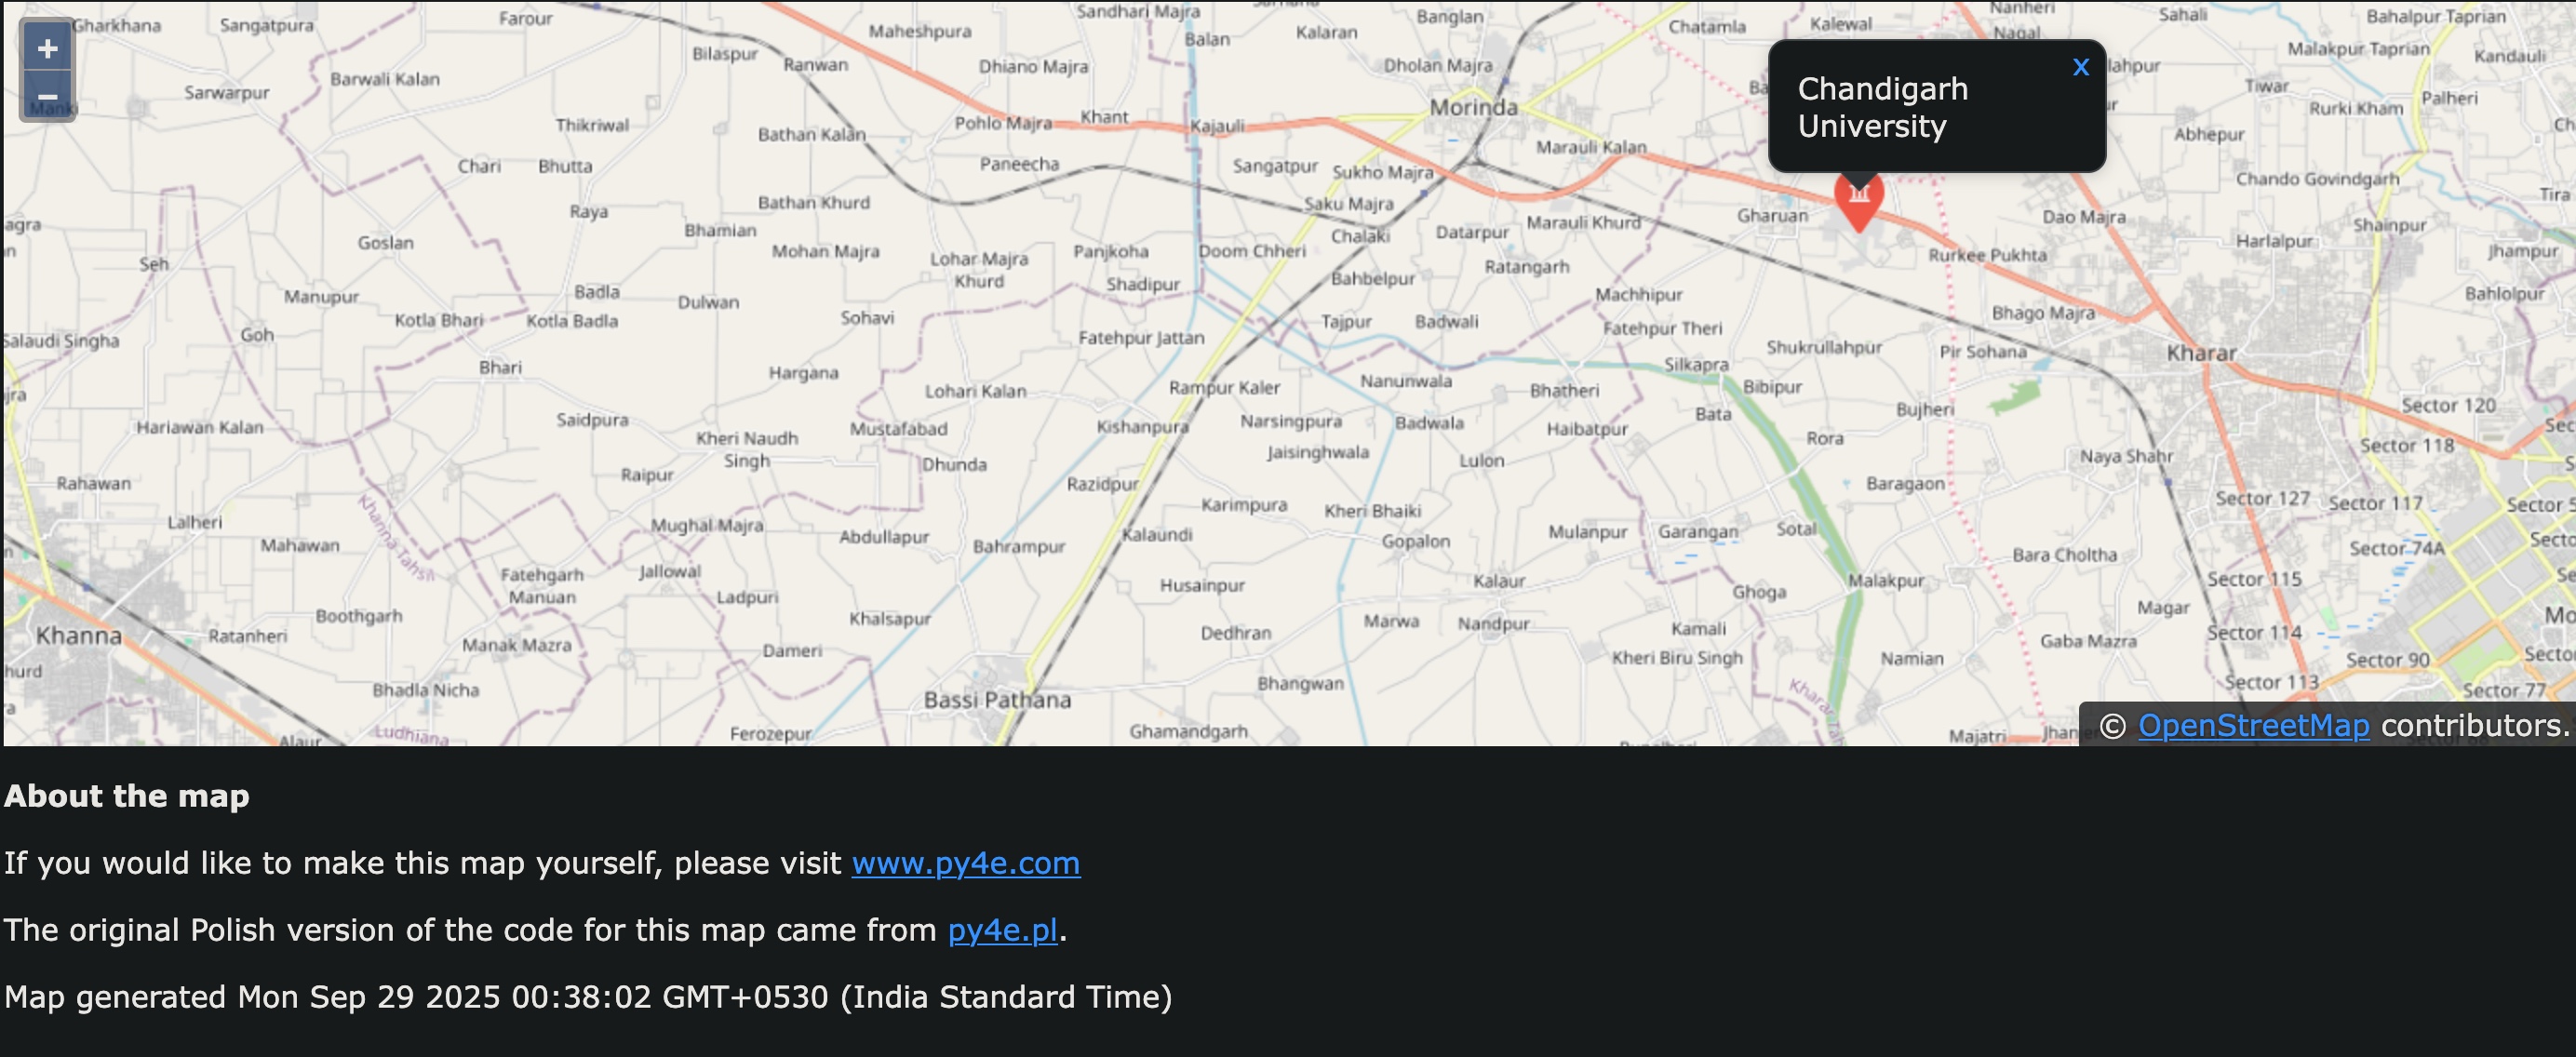 +
−
Manki
Gharkhana
Sangatpura
Farour
Maheshpura
Sandhari Majra
Balan
Kalaran
Banglan
Chatamla
Kalewal
Nanheri
Nagal
Sahali
Bahalpur Taprian
Malakpur Taprian
Kandauli
Barwali Kalan
Sarwarpur
Bilaspur
Ranwan
Dhiano Majra
Dholan Majra
Morinda
Chandigarh
University
X
Tiwar
Rurki Kham
Palheri
Abhepur
Thikriwal
Bathan Kalan
Pohlo Majra
Khant
Kajauli
Marauli Kalan
Chari
Bhutta
Paneecha
Sangatpur
Sukho Majra
Chando Govindgarh
Tira
Raya
Bathan Khurd
Saku Majra
Gharuan
Dao Majra
Shainpur
Goslan
Bhamian
Chalaki
Datarpur
Marauli Khurd
Harlalpur
Jhampur
Seh
Mohan Majra
Lohar Majra
Khurd
Panjkoha
Doom Chheri
Rurkee Pukhta
Manupur
Badla
Dulwan
Shadipur
Bahbelpur
Ratangarh
Machhipur
Bahlolpur
Kotla Bhari
Kotla Badla
Sohavi
Tajpur
Badwali
Bhago Majra
Salaudi Singha
Goh
Fatehpur Jattan
Fatehpur Theri
Shukrullahpur
Pir Sohana
Kharar
Bhari
Hargana
Silkapra
Lohari Kalan
Rampur Kaler
Nanunwala
Bhatheri
Bibipur
Saidpura
Bata
Bujheri
Sector 120
Hariawan Kalan
Kheri Naudh
Singh
Mustafabad
Kishanpura
Narsingpura
Badwala
Haibatpur
Rora
Sector 118
Jaisinghwala
Raipur
Dhunda
Lulon
Naya Shahr
Rahawan
Razidpur
Baragaon
Sector 127
Sector 117
Khanna Tahsil
Lalheri
Mughal Majra
Karimpura
Kheri Bhaiki
Mahawan
Abdullapur
Bahrampur
Kalaundi
Gopalon
Mulanpur
Garangan
Sotal
Bara Choltha
Sector 74A
Fatehgarh
Manuan
Jallowal
Husainpur
Kalaur
Malakpur
Sector 115
Boothgarh
Ladpuri
Ghoga
Magar
Khanna
Ratanheri
Khalsapur
Dedhran
Marwa
Nandpur
Kamali
Sector 114
Gaba Mazra
Manak Mazra
Dameri
Kheri Biru Singh
Namian
Sector 90
Bhadla Nicha
Bassi Pathana
Bhangwan
Sector 113
Sector 77
Ludhiana
Alaur
Ferozepur
Ghamandgarh
Majatri
© OpenStreetMap contributors.
About the map
If you would like to make this map yourself, please visit www.py4e.com
The original Polish version of the code for this map came from py4e.pl.
Map generated Mon Sep 29 2025 00:38:02 GMT+0530 (India Standard Time)